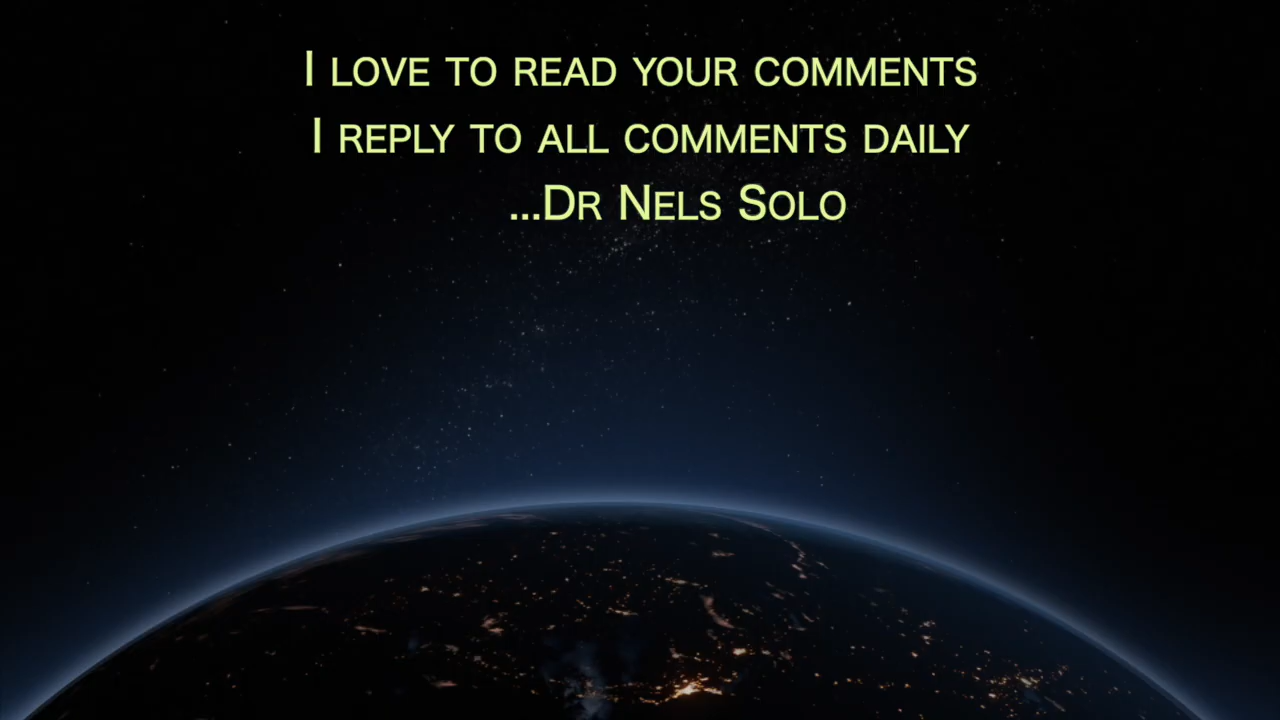 I LOVE TO READ YOUR COMMENTS
I REPLY TO ALL COMMENTS DAILY
...DR NELS SOLO